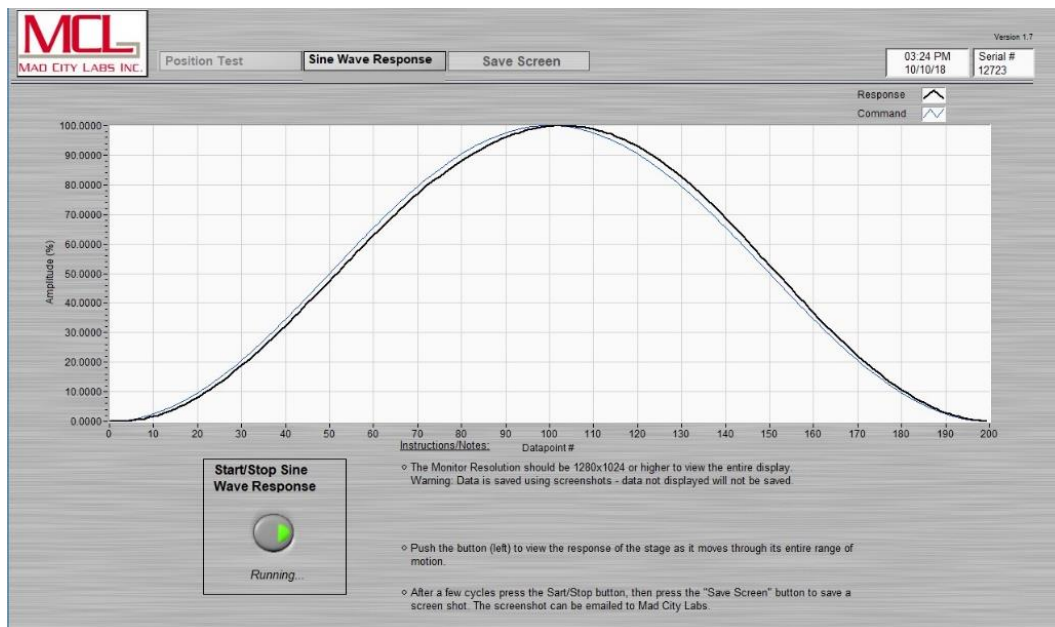 MCL
MAD CITY LABS INC.
Position Test
Sine Wave Response
Save Screen
Version 1.7
03:24 PM
10/10/18
Serial #
12723
Response
Command
Amplitude (%)
100.0000
90.0000
80.0000
70.0000
60.0000
50.0000
40.0000
30.0000
20.0000
10.0000
0.0000
0 10 20 30 40 50 60 70 80 90 100 110 120 130 140 150 160 170 180 190 200
Datapoint #
Start/Stop Sine
Wave Response
Running...
Instructions/Notes:
The Monitor Resolution should be 1280x1024 or higher to view the entire display.
Warning: Data is saved using screenshots - data not displayed will not be saved.
Push the button (left) to view the response of the stage as it moves through its entire range of
motion.
After a few cycles press the Sart/Stop button, then press the "Save Screen" button to save a
screen shot. The screenshot can be emailed to Mad City Labs.